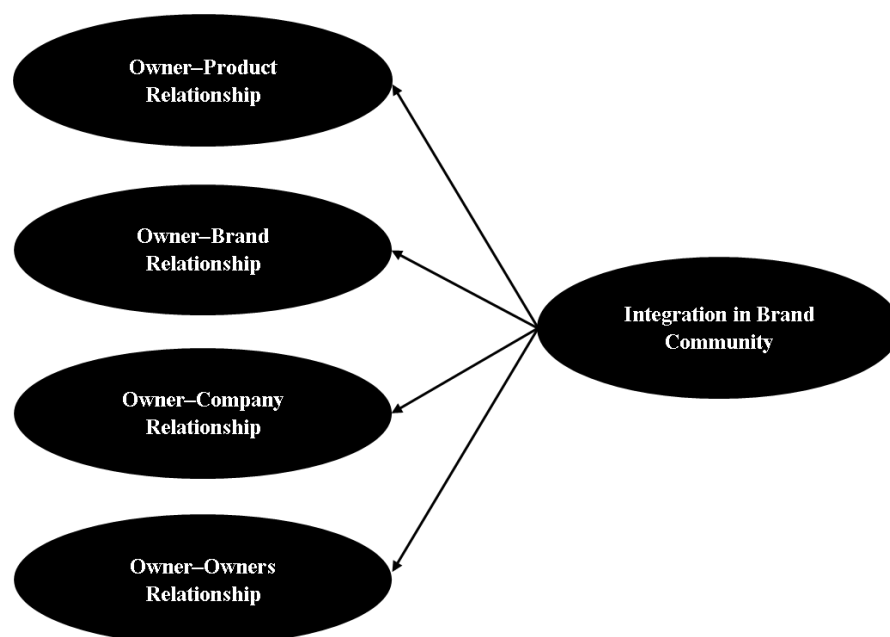 Owner–Product
Relationship
Owner–Brand
Relationship
Integration in Brand
Community
Owner–Company
Relationship
Owner–Owners
Relationship